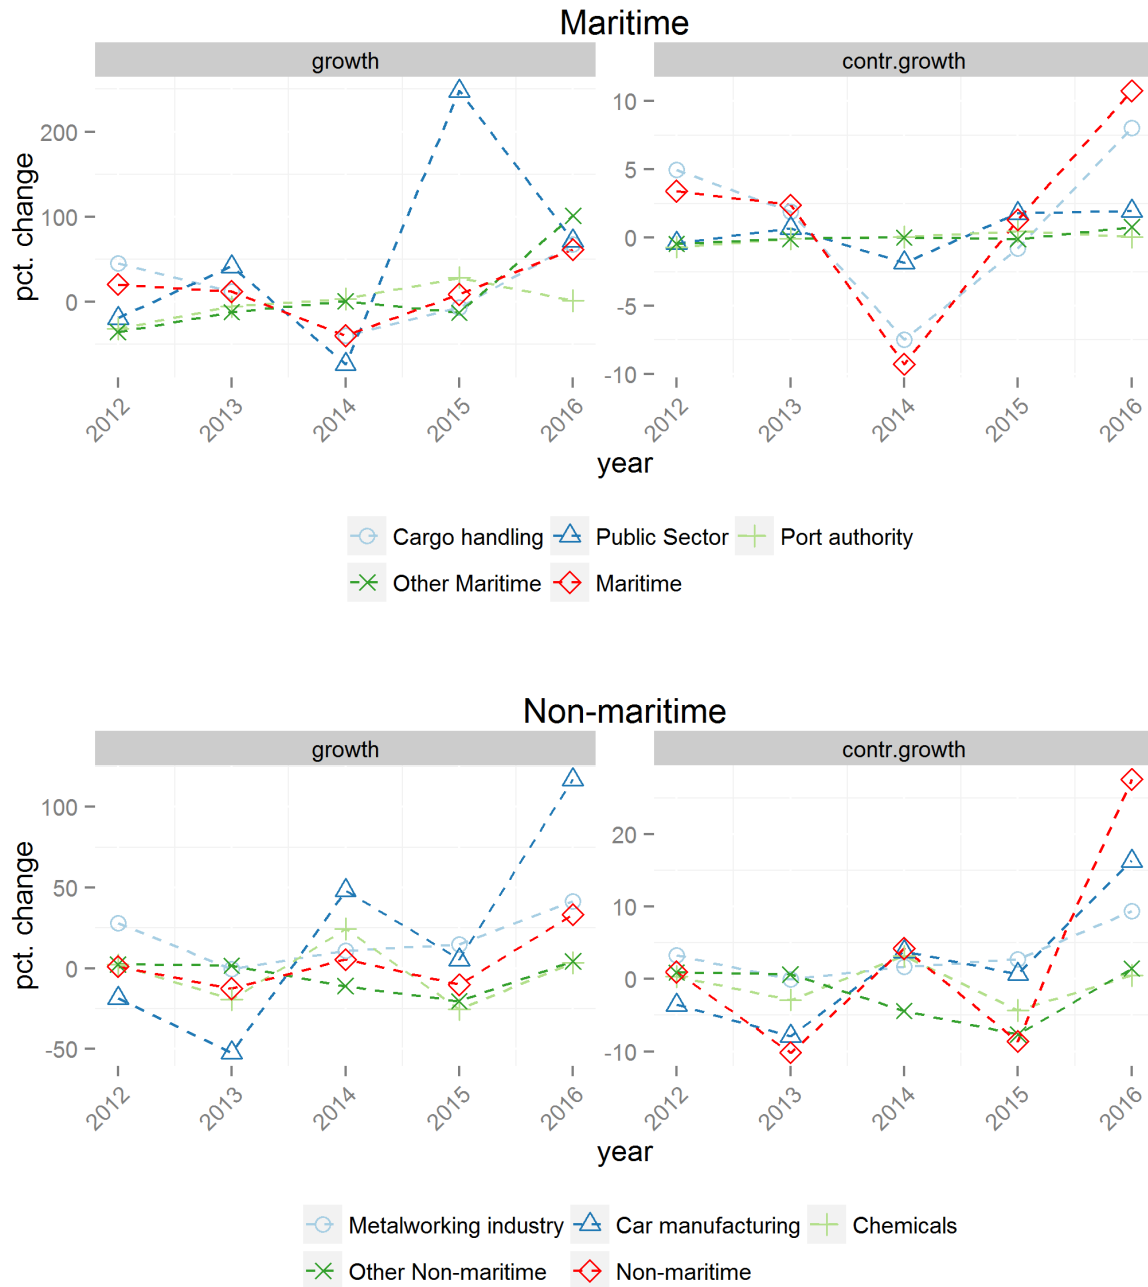 Maritime
growth
contr.growth
pct. change
200
100
0
10
5
0
-5
-10
2012
2013
2014
2015
2016
2012
2013
2014
2015
2016
year
Cargo handling Public Sector Port authority
Other Maritime Maritime
Non-maritime
growth
contr.growth
pct. change
100
50
0
-50
20
10
0
-10
2012
2013
2014
2015
2016
2012
2013
2014
2015
2016
year
Metalworking industry Car manufacturing Chemicals
Other Non-maritime Non-maritime